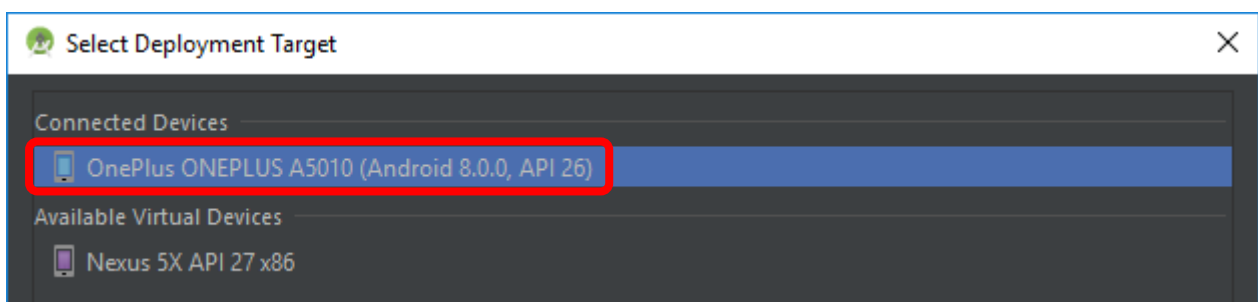 Select Deployment Target
Connected Devices
OnePlus ONEPLUS A5010 (Android 8.0.0, API 26)
Available Virtual Devices
Nexus 5X API 27 x86